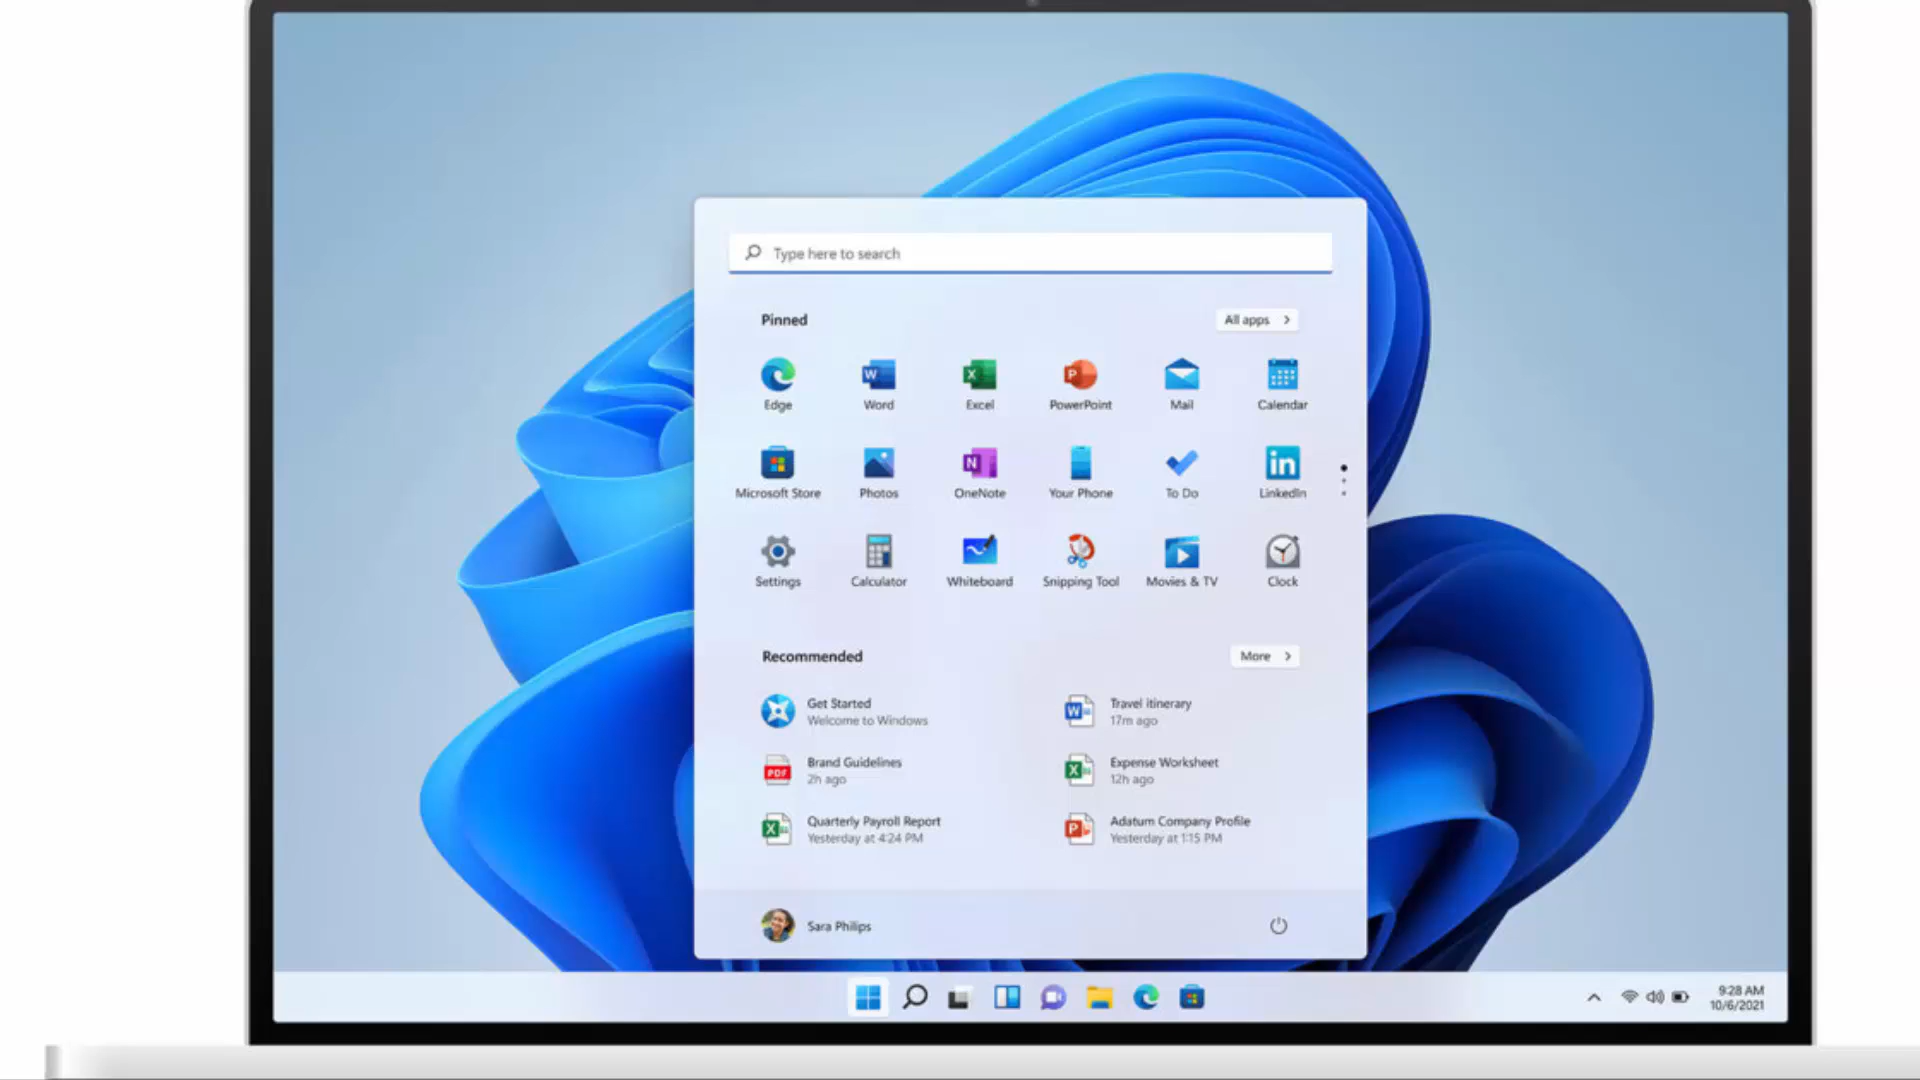 Type here to search
Pinned
All apps
Edge
Word
Excel
PowerPoint
Mail
Calendar
Microsoft Store
Photos
OneNote
Your Phone
To Do
LinkedIn
Settings
Calculator
Whiteboard
Snipping Tool
Movies & TV
Clock
Recommended
More
Get Started
Welcome to Windows
Travel itinerary
17m ago
Brand Guidelines
2h ago
Expense Worksheet
12h ago
Quarterly Payroll Report
Yesterday at 4:24 PM
Adatum Company Profile
Yesterday at 1:15 PM
Sara Philips
9:28 AM
10/6/2021
W
X
P
N
in
W
PDF
X
X
P